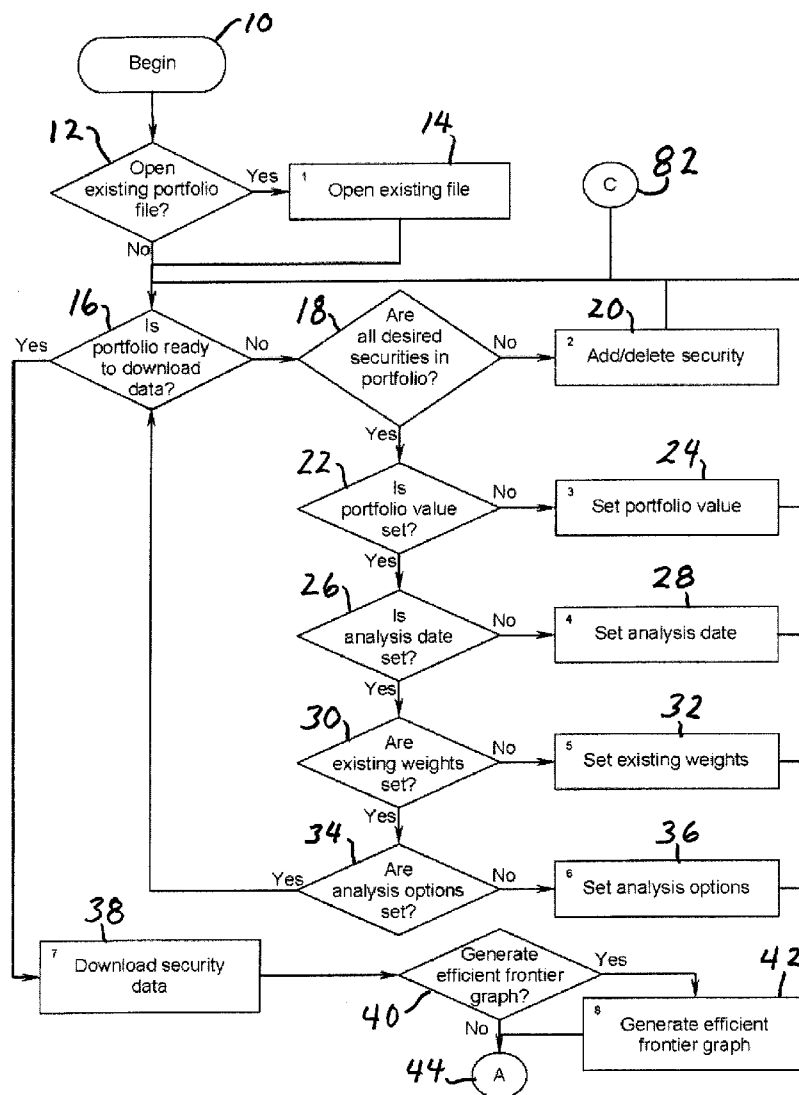 10
Begin
12
14
Open
existing portfolio
file?
Yes
1
Open existing file
C
82
No
16
Is
portfolio ready
to download
data?
Yes
No
18
Are
all desired
securities in
portfolio?
No
20
2
Add/delete security
Yes
22
Is
portfolio value
set?
No
24
3
Set portfolio value
Yes
26
Is
analysis date
set?
No
28
4
Set analysis date
Yes
30
Are
existing weights
set?
No
32
5
Set existing weights
Yes
34
Are
analysis options
set?
Yes
No
36
6
Set analysis options
38
7
Download security
data
Generate
efficient frontier
graph?
40
Yes
42
No
8
Generate efficient
frontier graph
44
A